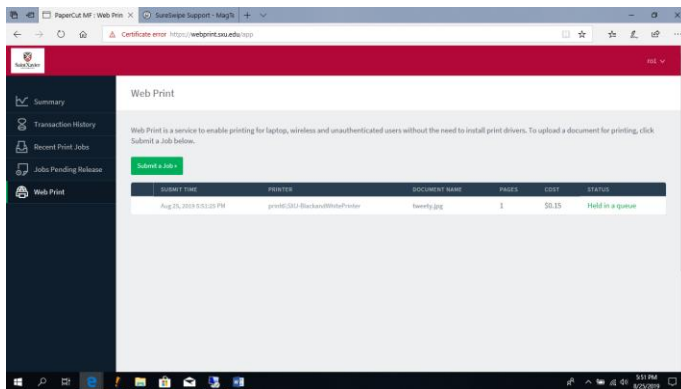 PaperCut MF : Web Prin
SureSwipe Support - MagTe
Certificate error https://webprint.sxu.edu/app
Saint Xavier
Summary
Transaction History
Recent Print Jobs
Jobs Pending Release
Web Print
Web Print
Web Print is a service to enable printing for laptop, wireless and unauthenticated users without the need to install print drivers. To upload a document for printing, click
Submit a Job below.
Submit a Job »
SUBMIT TIME PRINTER DOCUMENT NAME PAGES COST STATUS
Aug 25, 2019 5:51:25 PM tweety.jpg 1 $0.15 Held in a queue
5:51 PM
8/25/2019